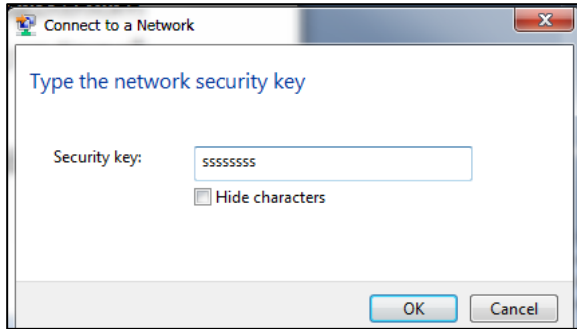 Connect to a Network
Type the network security key
Security key: ssssssss
Hide characters
OK Cancel